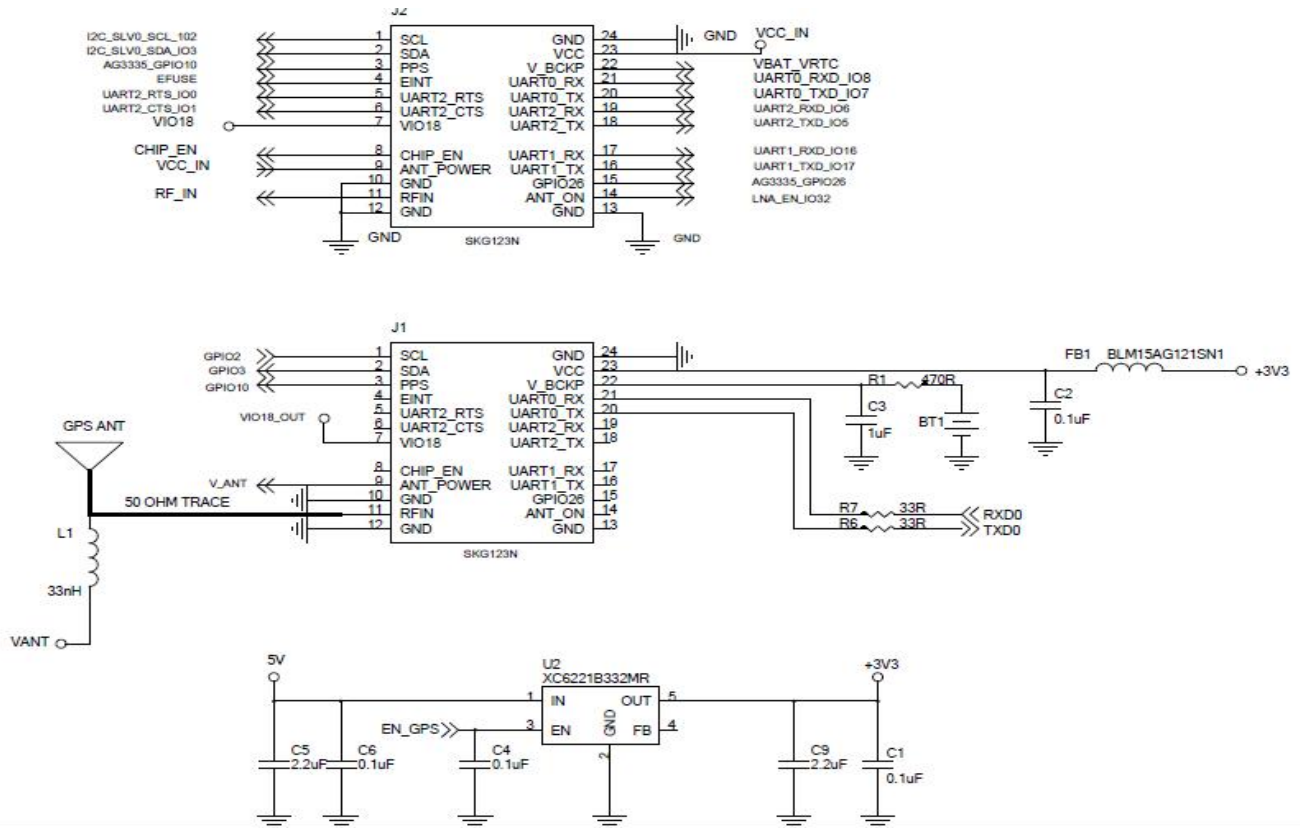 J2
I2C_SLV0_SCL_102 1 SCL GND 24 GND VCC_IN
I2C_SLV0_SDA_IO3 2 SDA VCC 23
AG3335_GPIO10 3 PPS V_BCKP 22 VBAT_VRTC
EFUSE 4 EINT UART0_RX 21 UART0_RXD_IO8
UART2_RTS_IO0 5 UART2_RTS UART0_TX 20 UART0_TXD_IO7
UART2_CTS_IO1 6 UART2_CTS UART2_RX 19 UART2_RXD_IO6
VIO18 7 VIO18 UART2_TX 18 UART2_TXD_IO5
CHIP_EN 8 CHIP_EN UART1_RX 17 UART1_RXD_IO16
VCC_IN 9 ANT_POWER UART1_TX 16 UART1_TXD_IO17
10 GND GPIO26 15 AG3335_GPIO26
RF_IN 11 RFIN ANT_ON 14 LNA_EN_IO32
12 GND GND 13
GND SKG123N GND
J1
GPIO2 1 SCL GND 24
GPIO3 2 SDA VCC 23 FB1 BLM15AG121SN1 +3V3
GPIO10 3 PPS V_BCKP 22 R1 470R
4 EINT UART0_RX 21 C3 C2
VIO18_OUT 5 UART2_RTS UART0_TX 20 1uF BT1 0.1uF
6 UART2_CTS UART2_RX 19
7 VIO18 UART2_TX 18
GPS ANT
8 CHIP_EN UART1_RX 17
V_ANT 9 ANT_POWER UART1_TX 16
50 OHM TRACE 10 GND GPIO26 15
11 RFIN ANT_ON 14 R7 33R RXD0
12 GND GND 13 R6 33R TXD0
L1
SKG123N
33nH
VANT
5V U2 +3V3
XC6221B332MR
1 IN OUT 5
EN_GPS 3 EN GND FB 4
2
C5 C6 C4 C9 C1
2.2uF 0.1uF 0.1uF 2.2uF 0.1uF